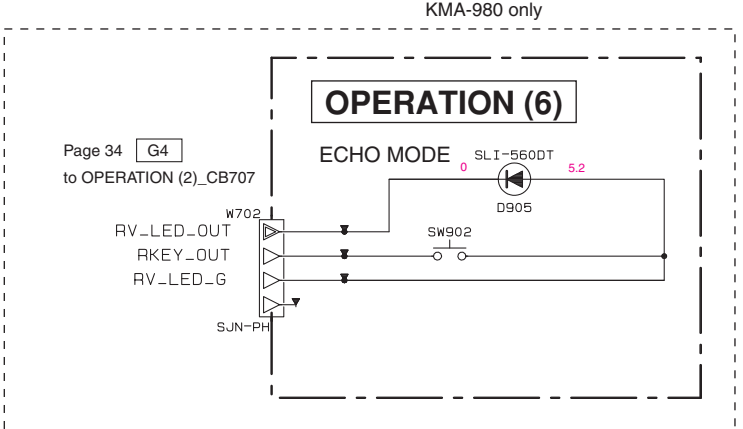 KMA-980 only
OPERATION (6)
Page 34 G4
to OPERATION (2)_CB707
ECHO MODE
SLI-560DT
0
5.2
D905
W702
RV_LED_OUT
SW902
RKEY_OUT
RV_LED_G
SJN-PH